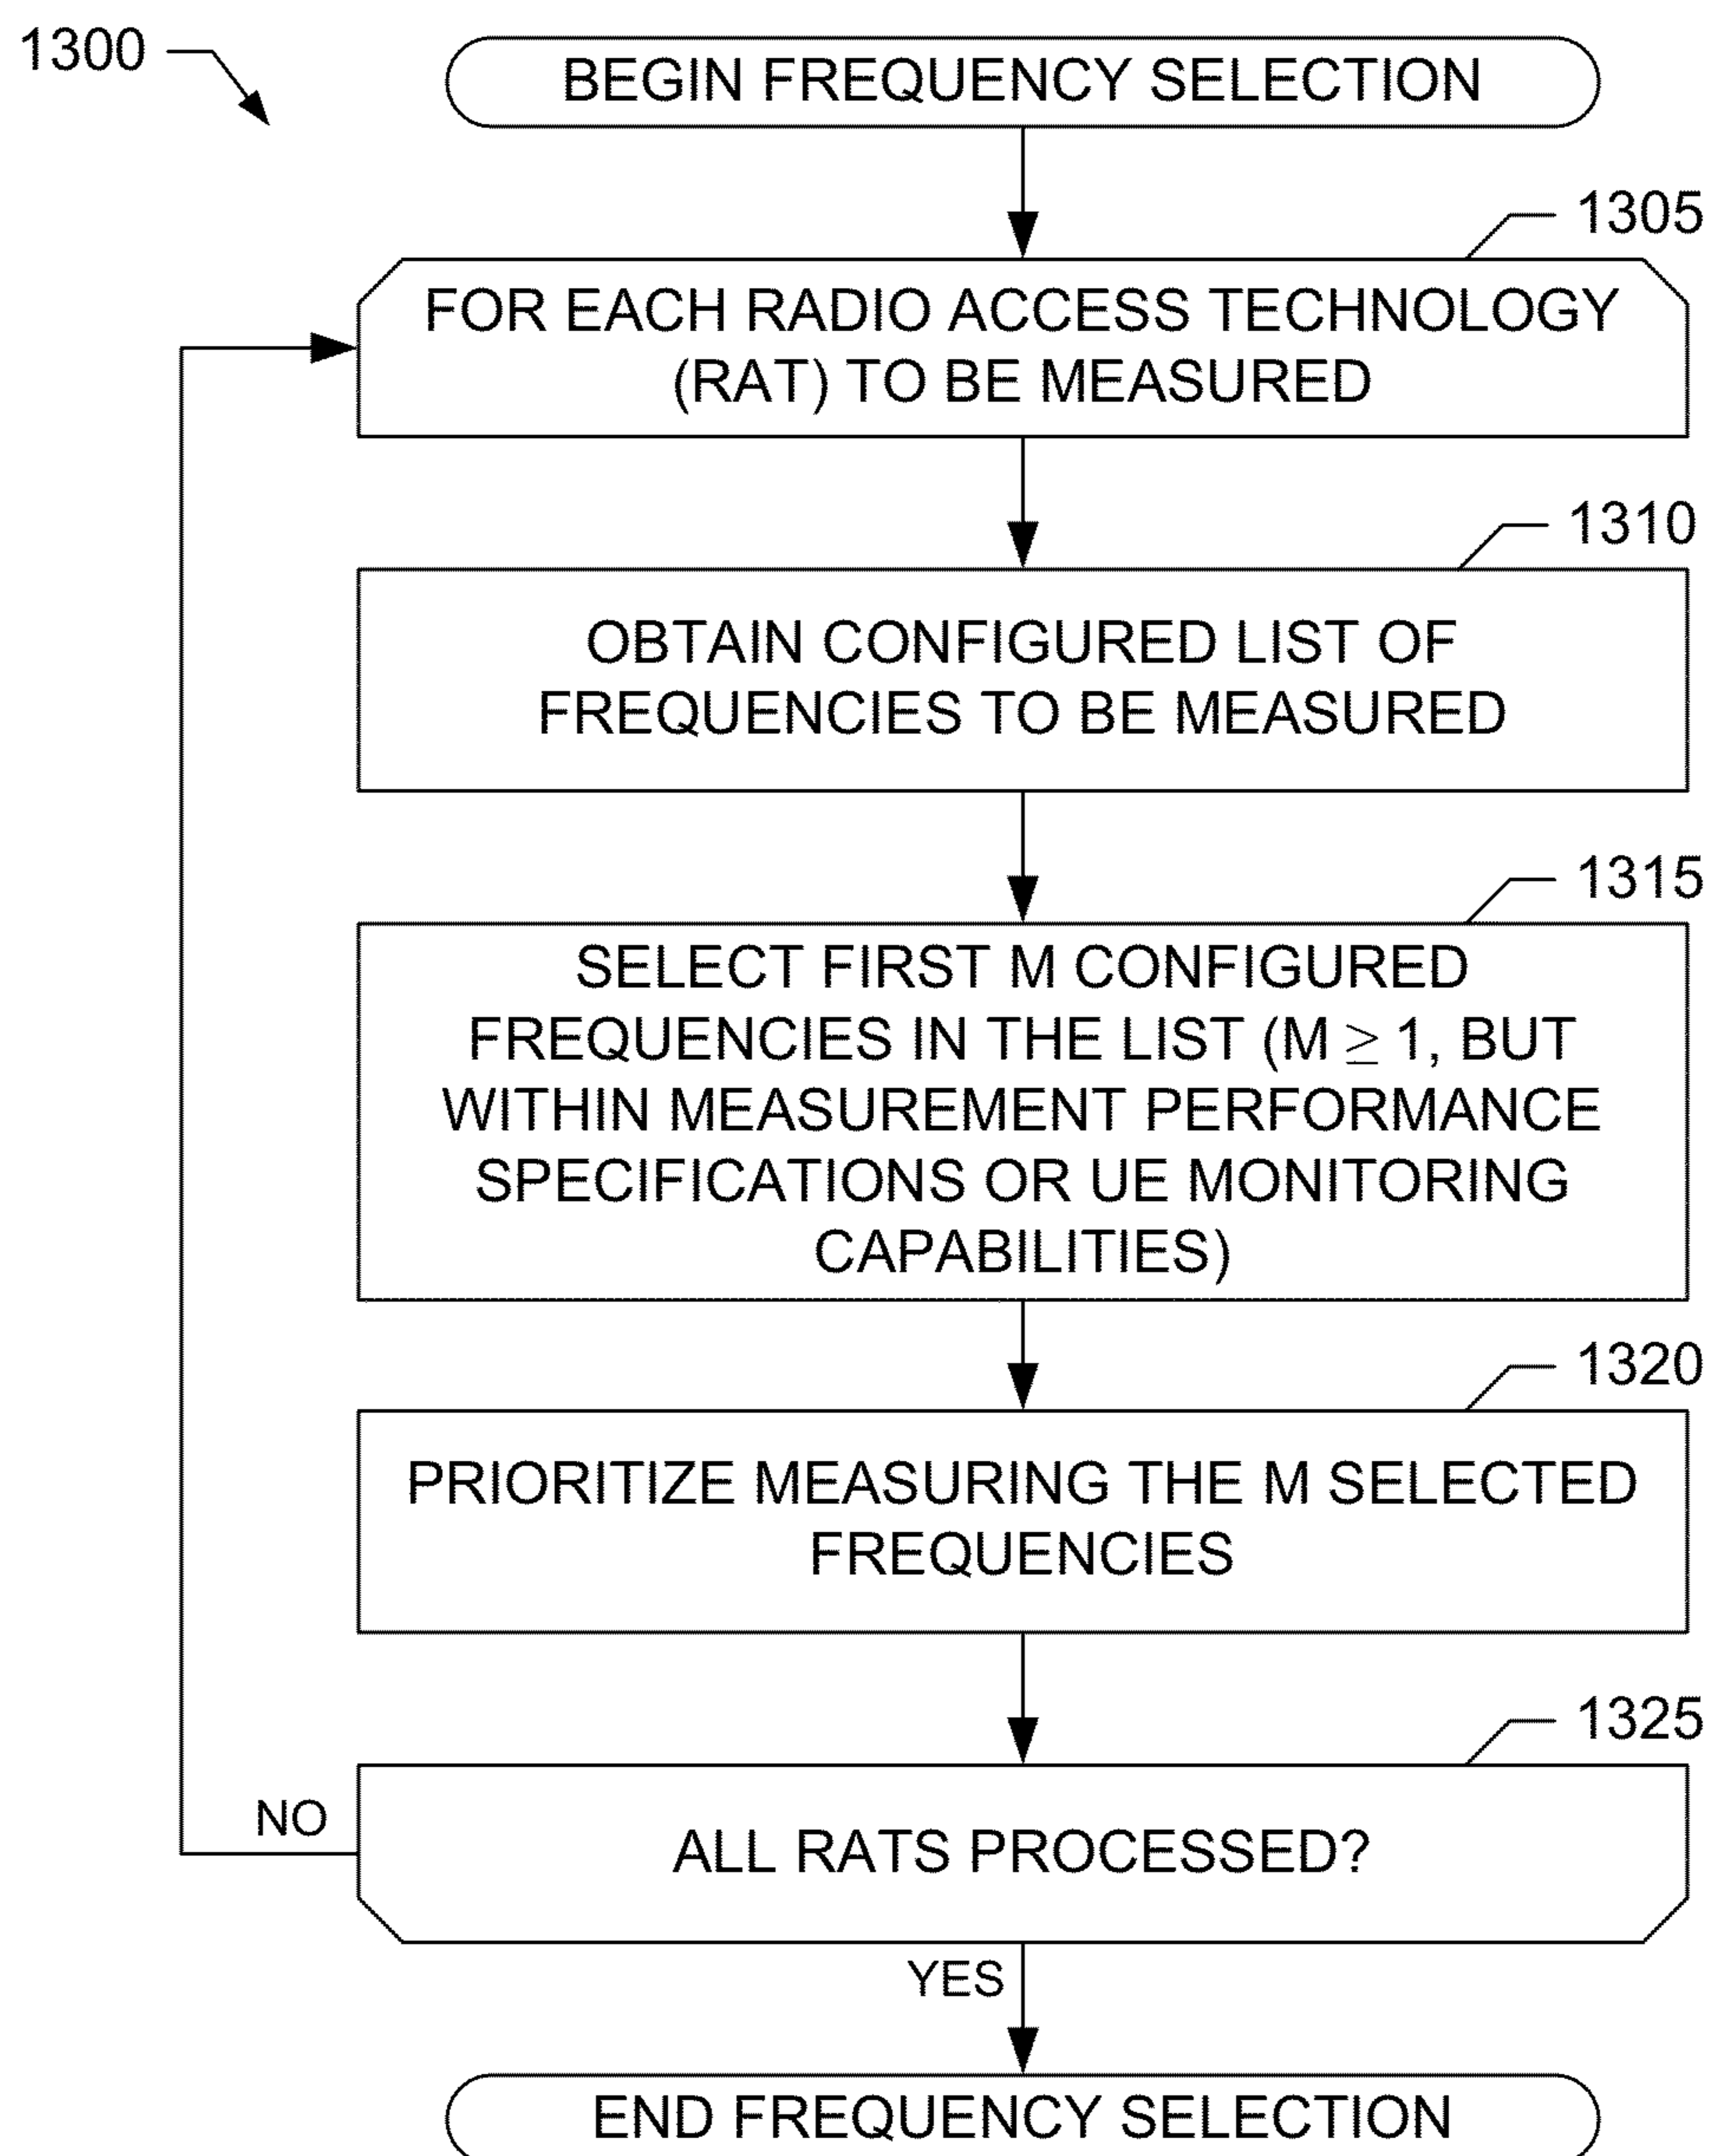 1300
BEGIN FREQUENCY SELECTION
1305
FOR EACH RADIO ACCESS TECHNOLOGY
(RAT) TO BE MEASURED
1310
OBTAIN CONFIGURED LIST OF
FREQUENCIES TO BE MEASURED
1315
SELECT FIRST M CONFIGURED
FREQUENCIES IN THE LIST (M ≥ 1, BUT
WITHIN MEASUREMENT PERFORMANCE
SPECIFICATIONS OR UE MONITORING
CAPABILITIES)
1320
PRIORITIZE MEASURING THE M SELECTED
FREQUENCIES
1325
NO
ALL RATS PROCESSED?
YES
END FREQUENCY SELECTION